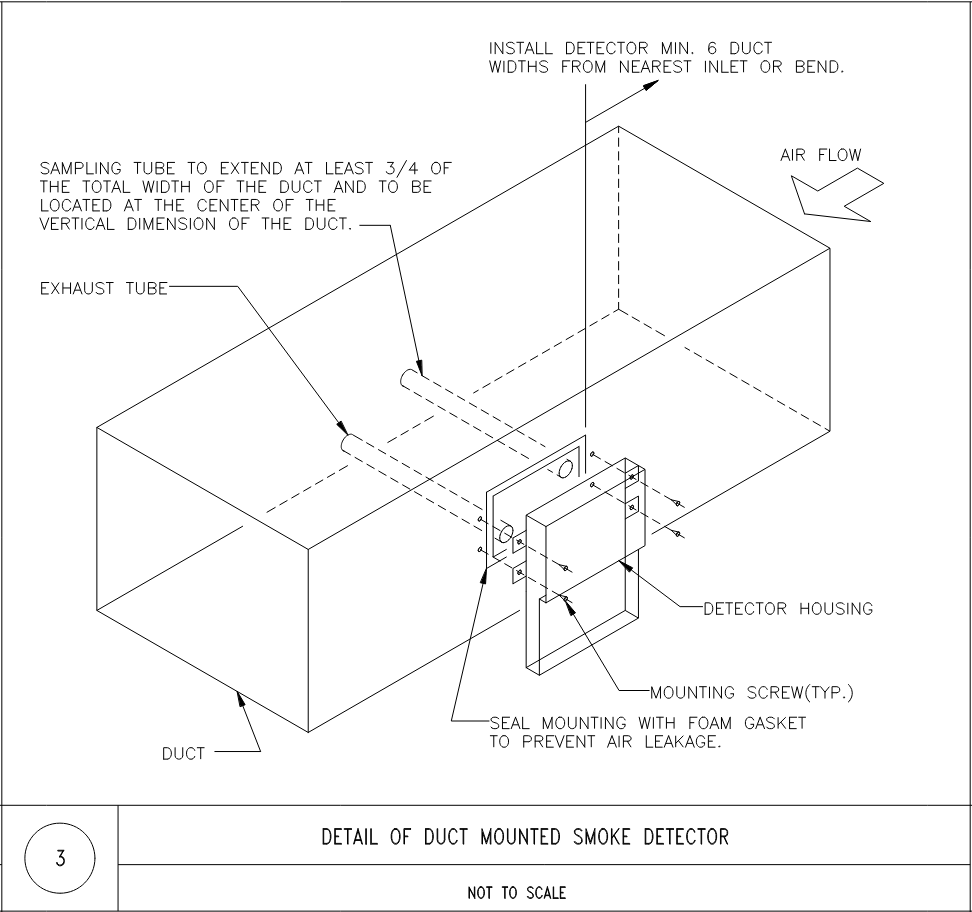 INSTALL DETECTOR MIN. 6 DUCT
WIDTHS FROM NEAREST INLET OR BEND.
AIR FLOW
SAMPLING TUBE TO EXTEND AT LEAST 3/4 OF
THE TOTAL WIDTH OF THE DUCT AND TO BE
LOCATED AT THE CENTER OF THE
VERTICAL DIMENSION OF THE DUCT.
EXHAUST TUBE
DETECTOR HOUSING
MOUNTING SCREW(TYP.)
SEAL MOUNTING WITH FOAM GASKET
TO PREVENT AIR LEAKAGE.
DUCT
3
DETAIL OF DUCT MOUNTED SMOKE DETECTOR
NOT TO SCALE